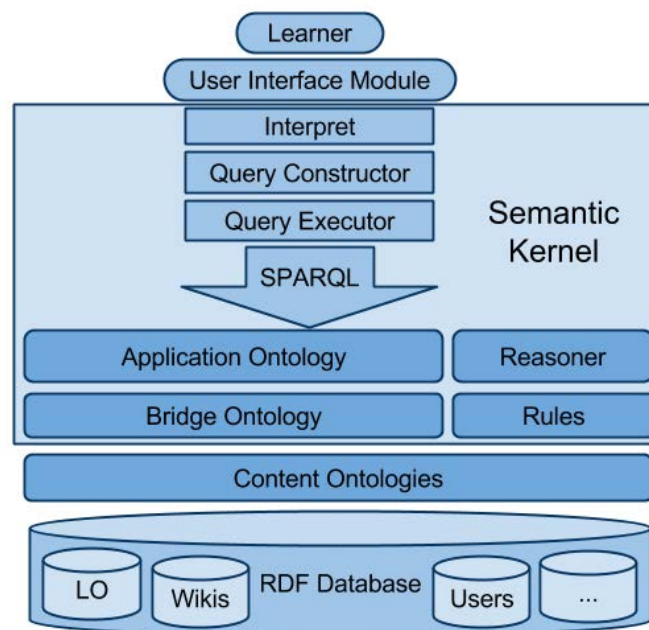 Learner
User Interface Module
Interpret
Query Constructor
Query Executor
Semantic
Kernel
SPARQL
Application Ontology
Reasoner
Bridge Ontology
Rules
Content Ontologies
LO
Wikis
RDF Database
Users
...